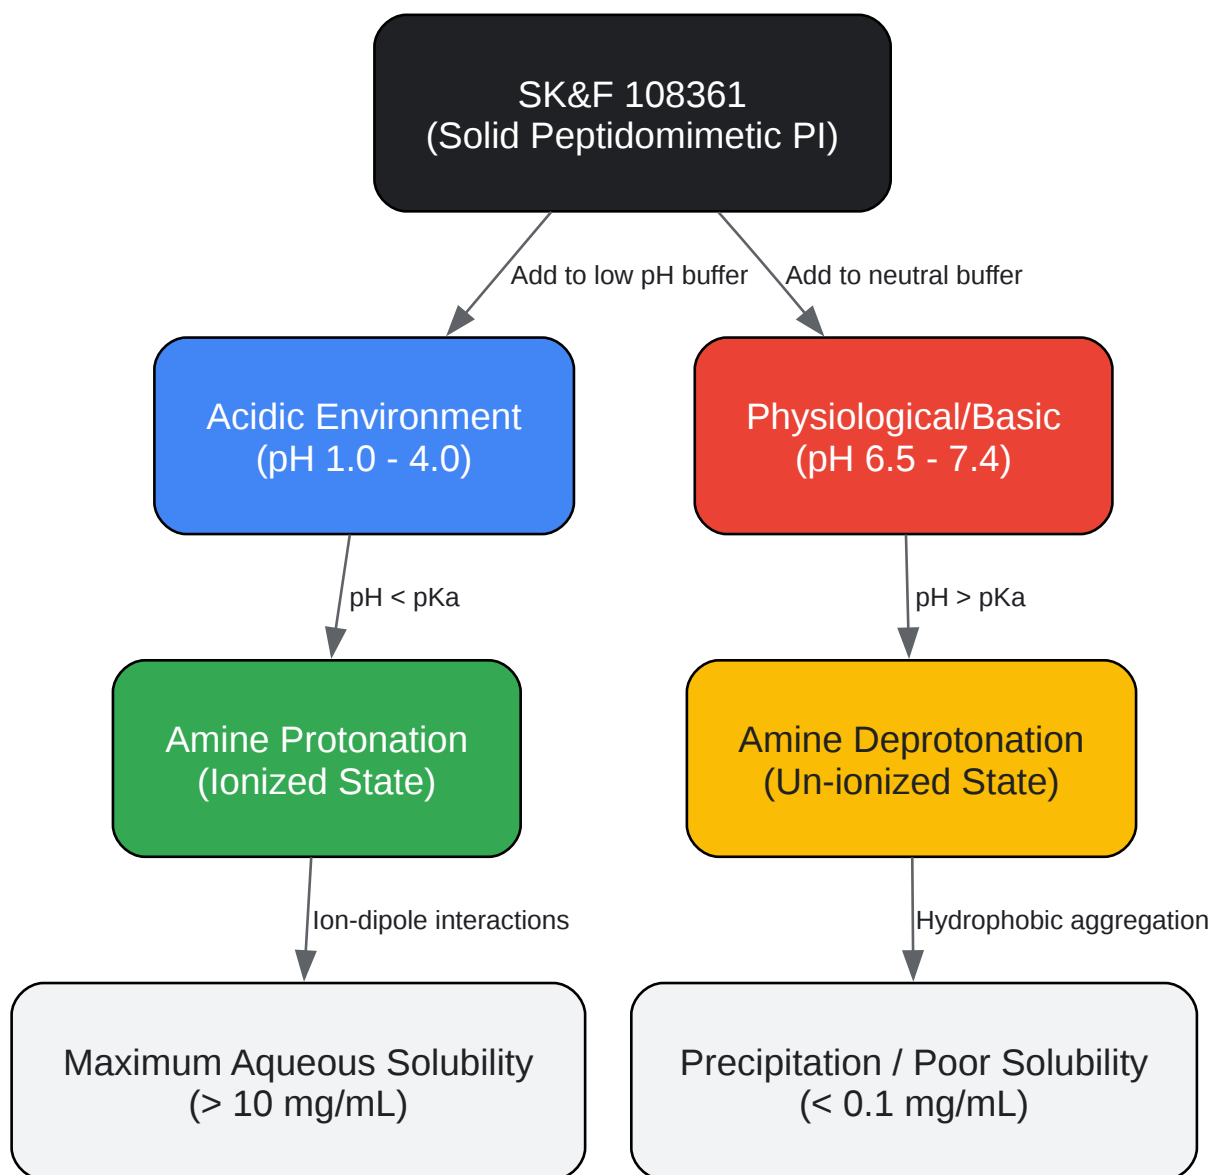 SK&F 108361
(Solid Peptidomimetic PI)
Add to low pH buffer
Add to neutral buffer
Acidic Environment
(pH 1.0 - 4.0)
Physiological/Basic
(pH 6.5 - 7.4)
pH < pKa
pH > pKa
Amine Protonation
(Ionized State)
Amine Deprotonation
(Un-ionized State)
Ion-dipole interactions
Hydrophobic aggregation
Maximum Aqueous Solubility
(> 10 mg/mL)
Precipitation / Poor Solubility
(< 0.1 mg/mL)